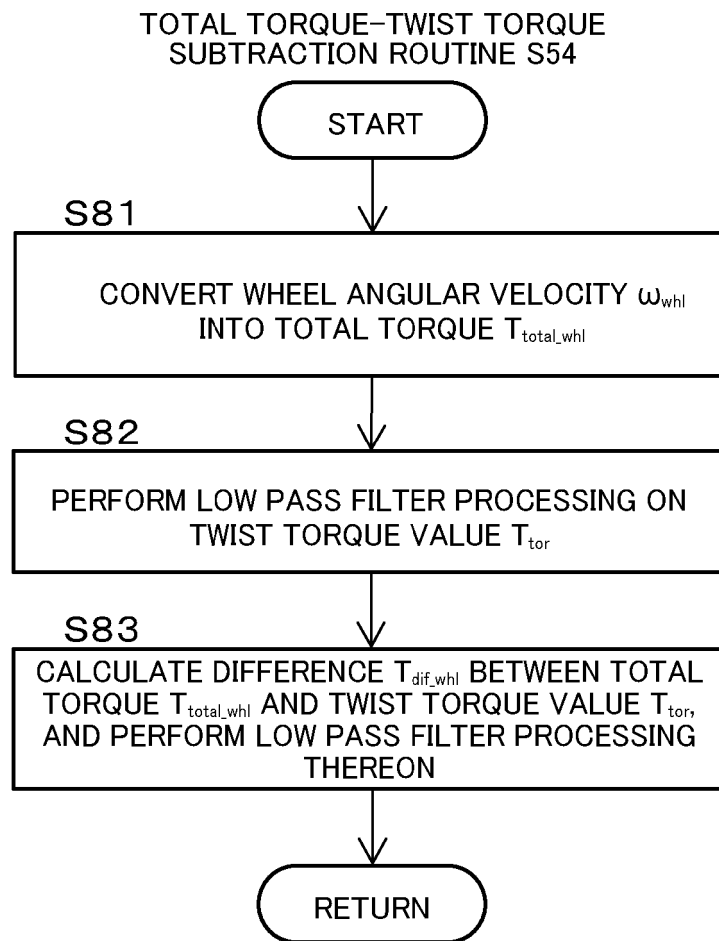 TOTAL TORQUE-TWIST TORQUE
SUBTRACTION ROUTINE S54
START
S81
CONVERT WHEEL ANGULAR VELOCITY ωwhl
INTO TOTAL TORQUE Ttotal_whl
S82
PERFORM LOW PASS FILTER PROCESSING ON
TWIST TORQUE VALUE Ttor
S83
CALCULATE DIFFERENCE Tdif_whl BETWEEN TOTAL
TORQUE Ttotal_whl AND TWIST TORQUE VALUE Ttor,
AND PERFORM LOW PASS FILTER PROCESSING
THEREON
RETURN